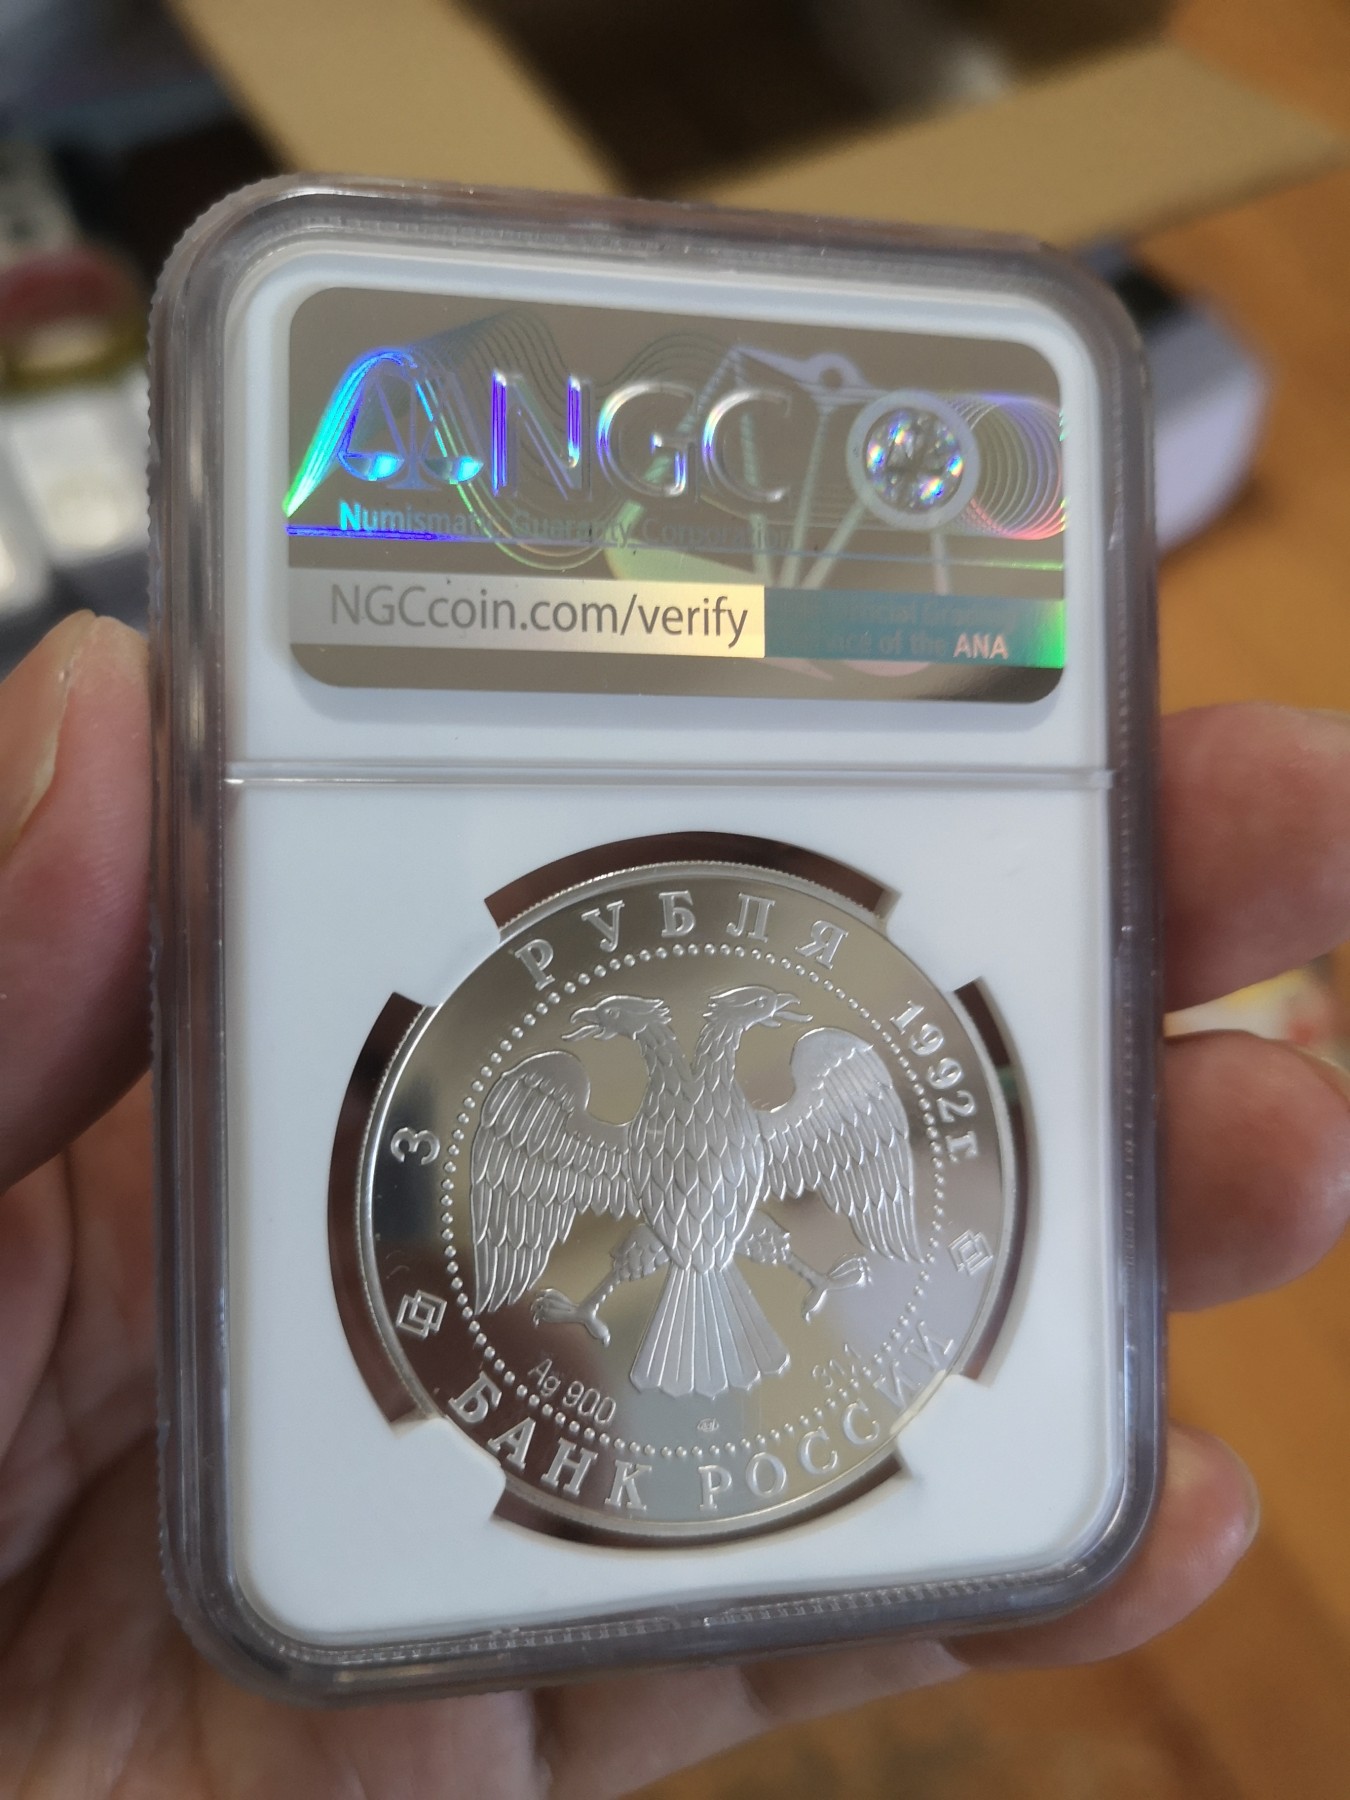 NGC
Numismatic Guaranty Corporation
NGCcoin.com/verify
Official Grading
Service of the ANA
3 РУБЛЯ 1992г
Ag 900
31,1
БАНК РОССИИ